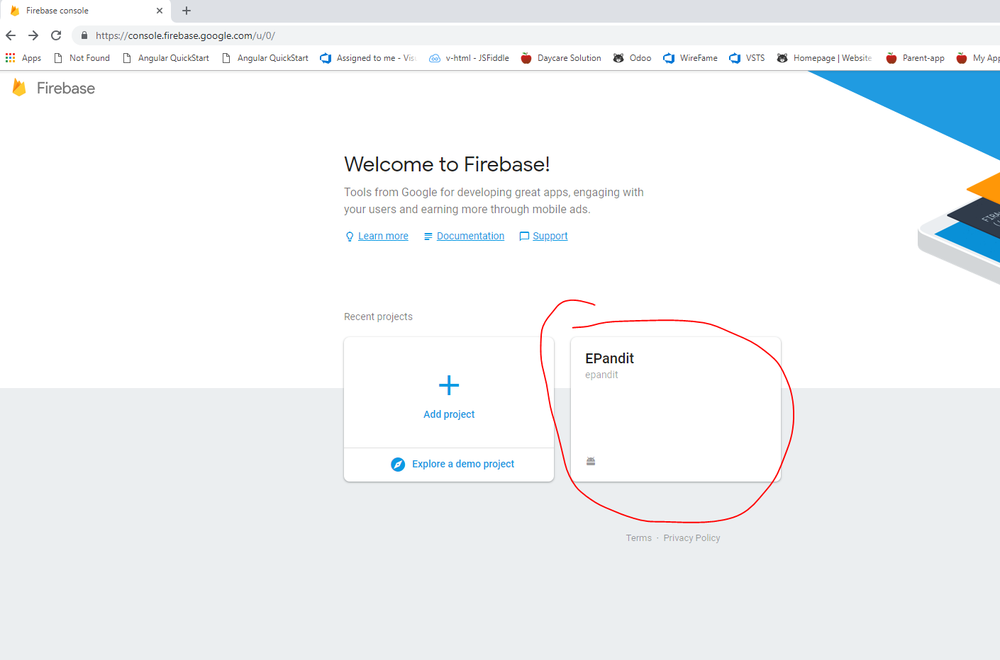 Firebase console
https://console.firebase.google.com/u/0/
Apps Not Found Angular QuickStart Angular QuickStart Assigned to me - Visu v-html - JSFiddle Daycare Solution Odoo WireFame VSTS Homepage | Website Parent-app My App
Firebase
Welcome to Firebase!
Tools from Google for developing great apps, engaging with
your users and earning more through mobile ads.
Learn more Documentation Support
Recent projects
Add project
Explore a demo project
EPandit
epandit
Terms · Privacy Policy